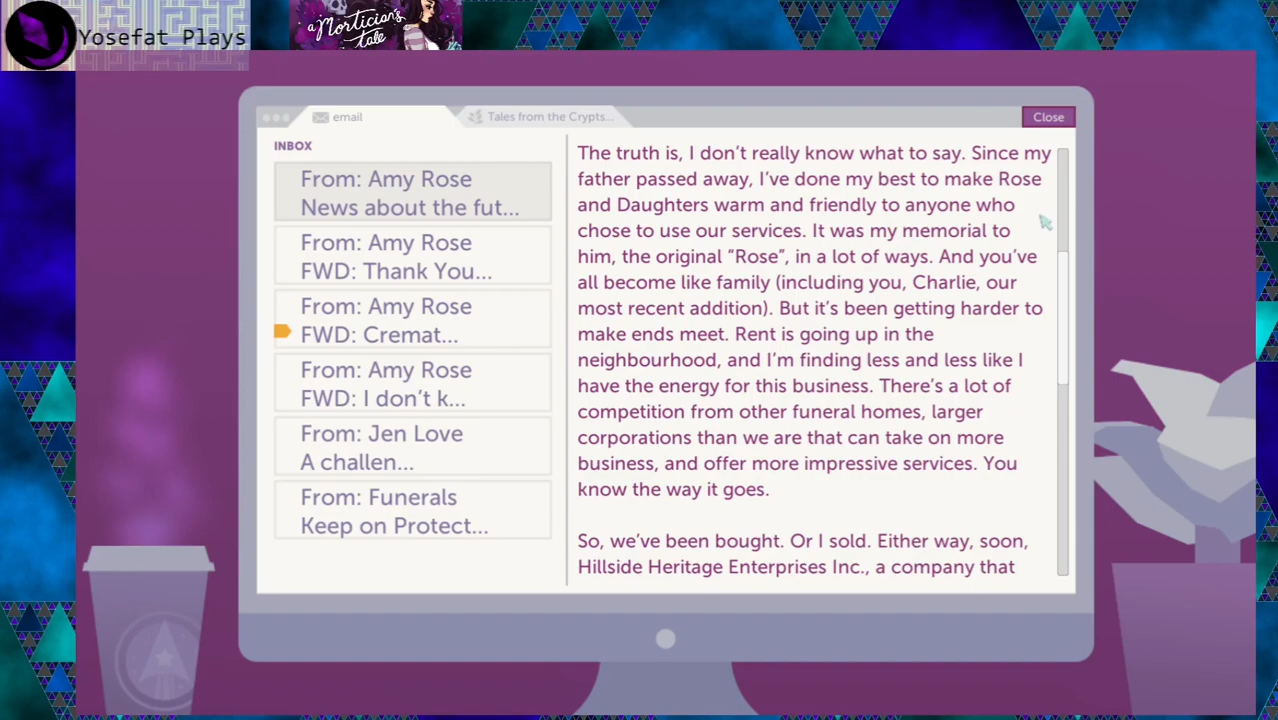 Yosefat Plays
a Mortician's
tale
email
Tales from the Crypts...
Close
INBOX
From: Amy Rose
News about the fut...
From: Amy Rose
FWD: Thank You...
From: Amy Rose
FWD: Cremat...
From: Amy Rose
FWD: I don't k...
From: Jen Love
A challen...
From: Funerals
Keep on Protect...
The truth is, I don't really know what to say. Since my
father passed away, I've done my best to make Rose
and Daughters warm and friendly to anyone who
chose to use our services. It was my memorial to
him, the original “Rose”, in a lot of ways. And you've
all become like family (including you, Charlie, our
most recent addition). But it's been getting harder to
make ends meet. Rent is going up in the
neighbourhood, and I'm finding less and less like I
have the energy for this business. There's a lot of
competition from other funeral homes, larger
corporations than we are that can take on more
business, and offer more impressive services. You
know the way it goes.
So, we've been bought. Or I sold. Either way, soon,
Hillside Heritage Enterprises Inc., a company that